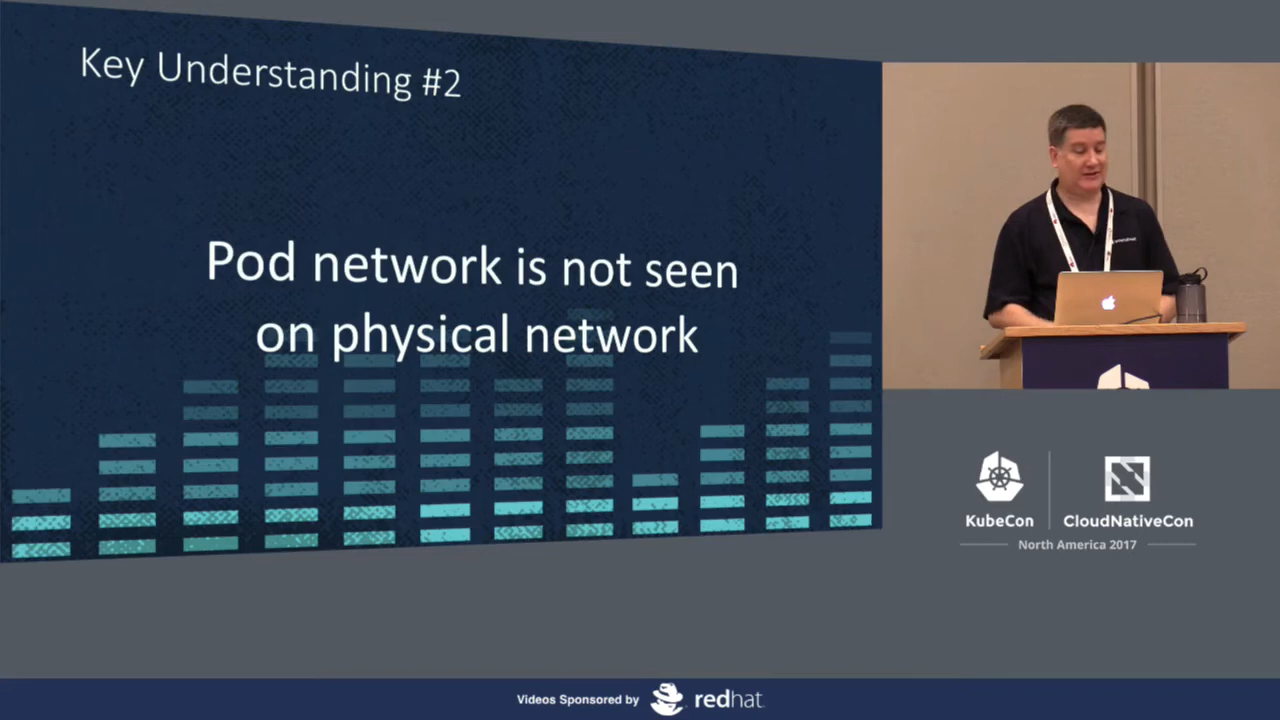 Key Understanding #2
Pod network is not seen
on physical network
KubeCon
CloudNativeCon
North America 2017
Videos Sponsored by
redhat.